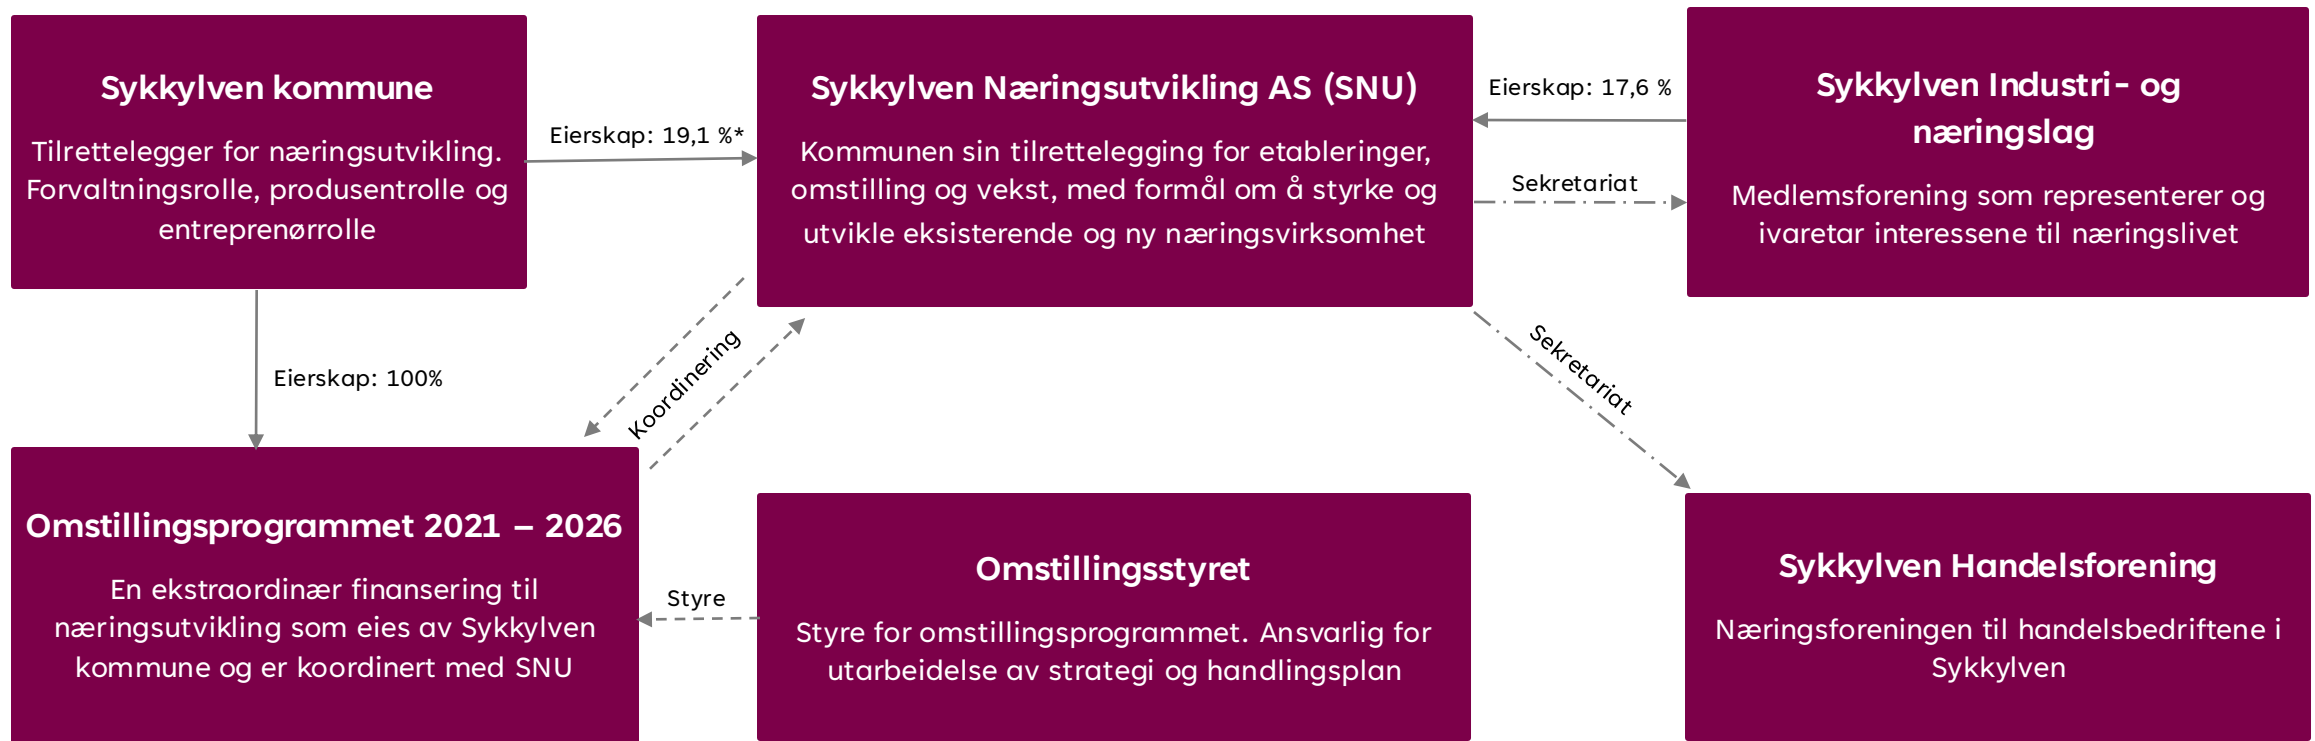 Sykkylven kommune
Tilrettelegger for næringsutvikling.
Forvaltningsrolle, produsentrolle og
entreprenørrolle
Eierskap: 19,1 %*
Sykkylven Næringsutvikling AS (SNU)
Kommunen sin tilrettelegging for etableringer,
omstilling og vekst, med formål om å styrke og
utvikle eksisterende og ny næringsvirksomhet
Eierskap: 17,6 %
Sekretariat
Sykkylven Industri- og
næringslag
Medlemsforening som representerer og
ivaretar interessene til næringslivet
Eierskap: 100%
Koordinering
Sekretariat
Omstillingsprogrammet 2021 – 2026
En ekstraordinær finansering til
næringsutvikling som eies av Sykkylven
kommune og er koordinert med SNU
Styre
Omstillingsstyret
Styre for omstillingsprogrammet. Ansvarlig for
utarbeidelse av strategi og handlingsplan
Sykkylven Handelsforening
Næringsforeningen til handelsbedriftene i
Sykkylven